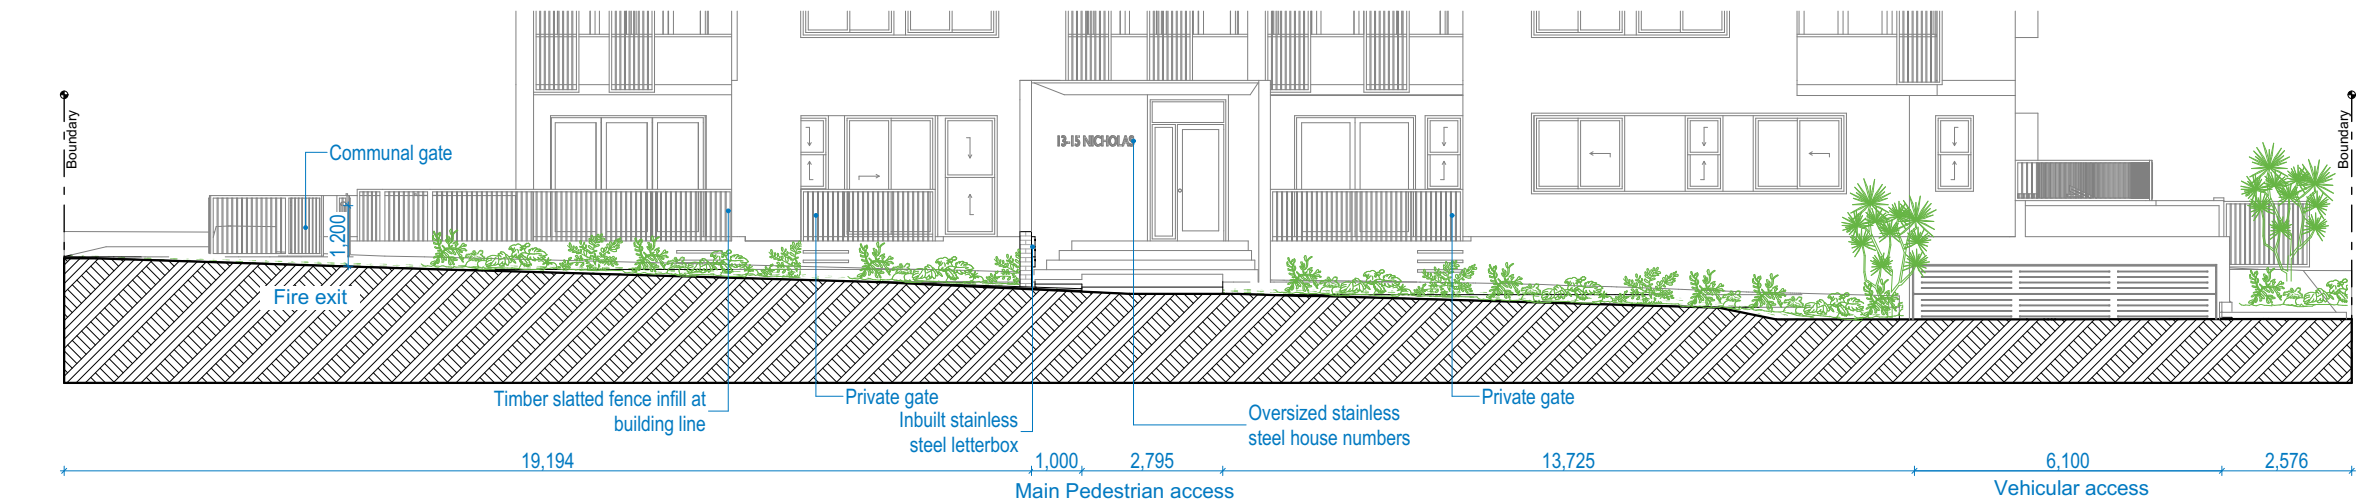 Boundary
Boundary
Communal gate
13-15 NICHOLAS
1,200
Fire exit
Timber slatted fence infill at
building line
Private gate
Inbuilt stainless
steel letterbox
Oversized stainless
steel house numbers
Private gate
19,194
1,000
2,795
13,725
6,100
2,576
Main Pedestrian access
Vehicular access